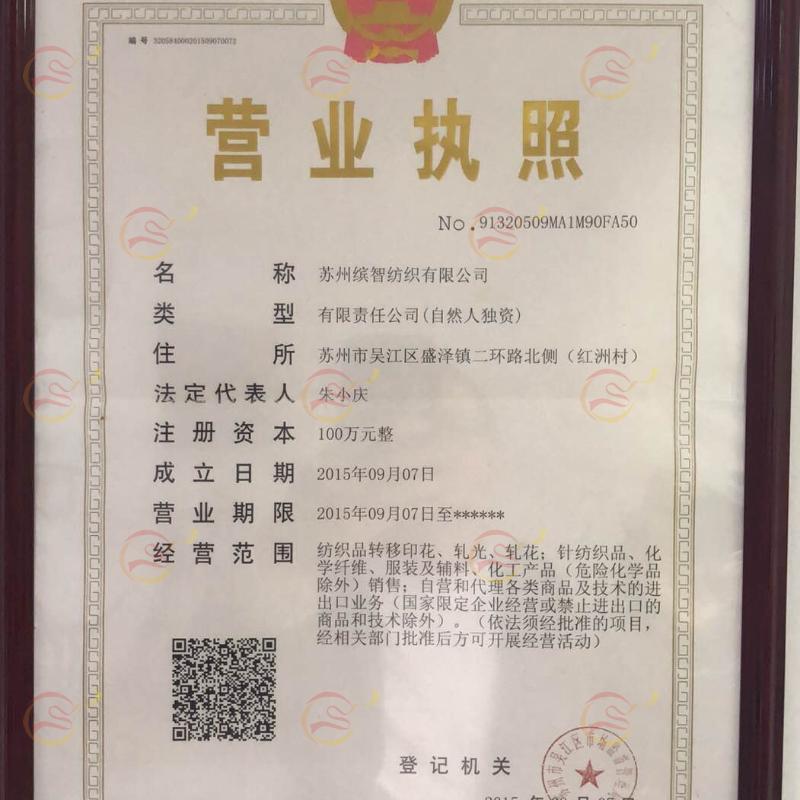 编 号 320584000201509070072
营业执照
No.91320509MA1M90FA50
名 称 苏州缤智纺织有限公司
类 型 有限责任公司(自然人独资)
住 所 苏州市吴江区盛泽镇二环路北侧（红洲村）
法定代表人 朱小庆
注册资本 100万元整
成立日期 2015年09月07日
营业期限 2015年09月07日至******
经营范围 纺织品转移印花、轧光、轧花；针纺织品、化
学纤维、服装及辅料、化工产品（危险化学品
除外）销售；自营和代理各类商品及技术的进
出口业务（国家限定企业经营或禁止进出口的
商品和技术除外）。（依法须经批准的项目，
经相关部门批准后方可开展经营活动）
登记机关